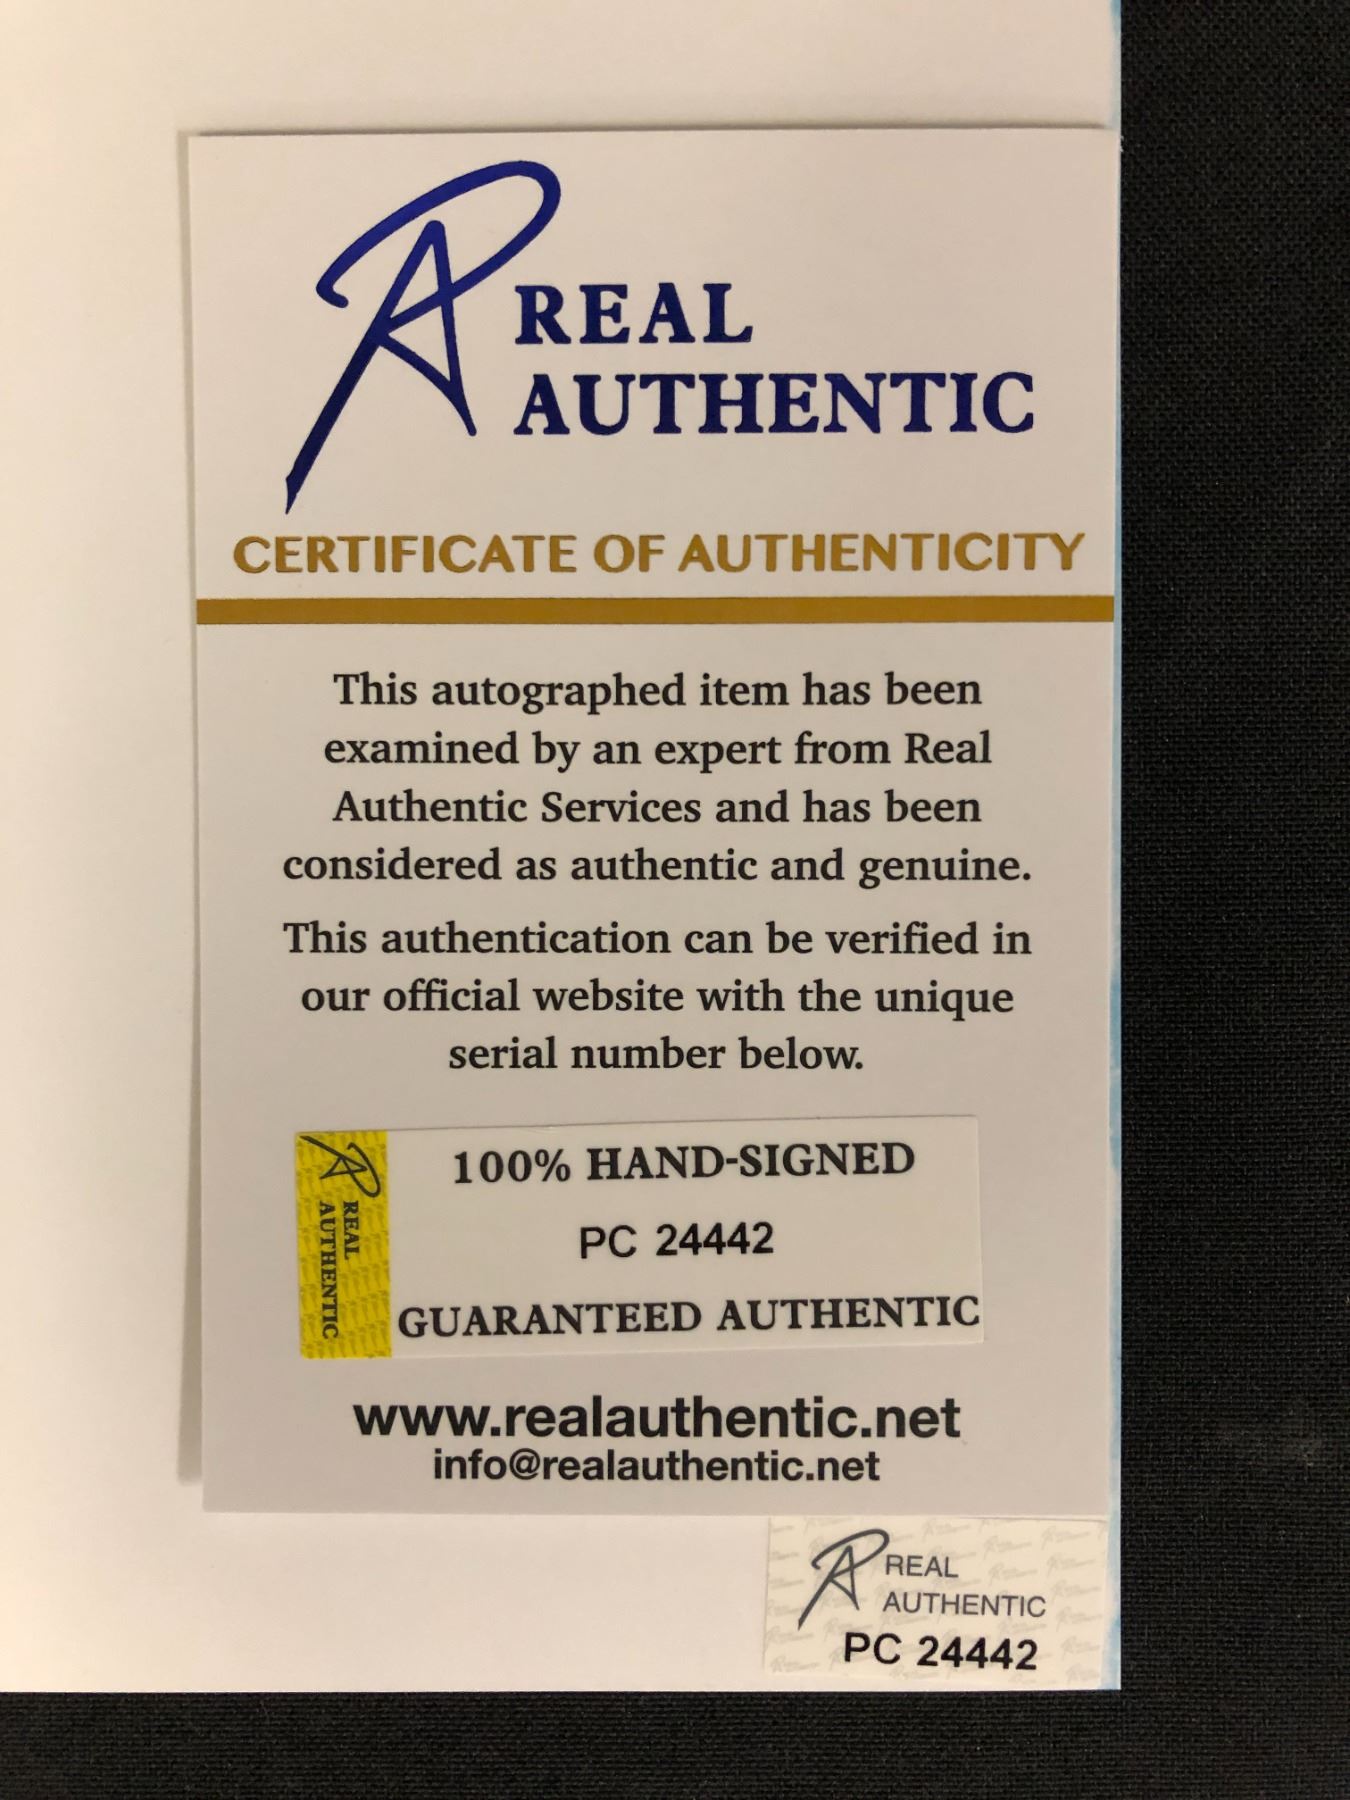 REAL
AUTHENTIC
CERTIFICATE OF AUTHENTICITY
This autographed item has been
examined by an expert from Real
Authentic Services and has been
considered as authentic and genuine.
This authentication can be verified in
our official website with the unique
serial number below.
REAL
AUTHENTIC
100% HAND-SIGNED
PC 24442
GUARANTEED AUTHENTIC
www.realauthentic.net
info@realauthentic.net
REAL
AUTHENTIC
PC 24442